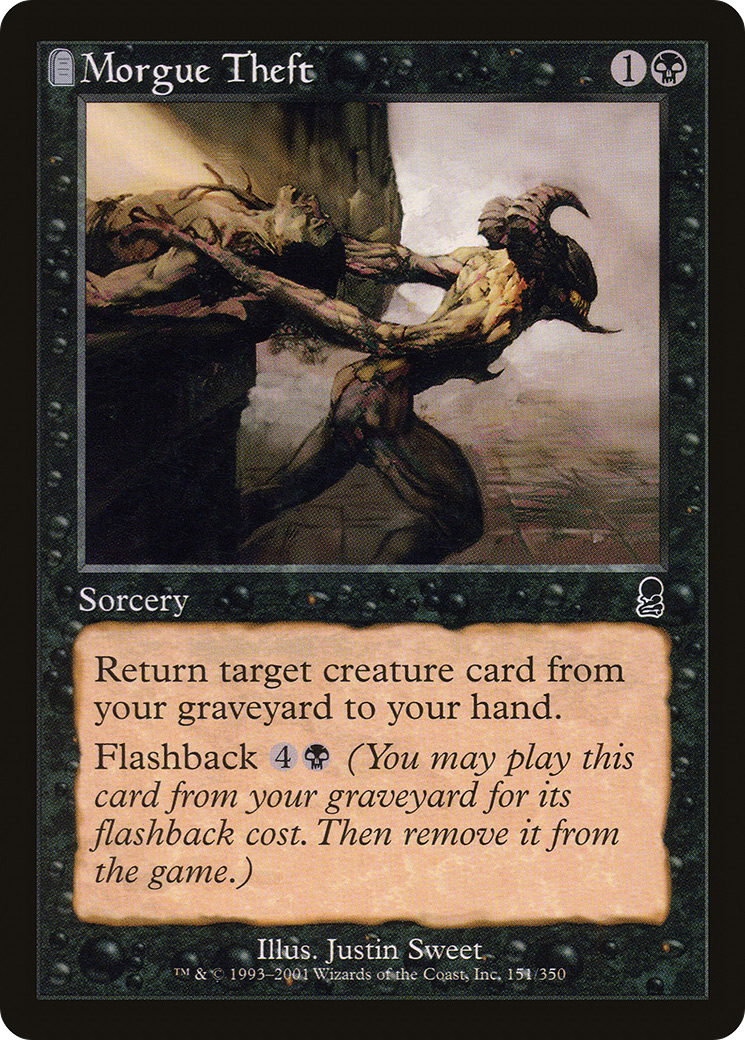 Morgue Theft 1
Sorcery
Return target creature card from
your graveyard to your hand.
Flashback 4 (You may play this
card from your graveyard for its
flashback cost. Then remove it from
the game.)
Illus. Justin Sweet
™ & © 1993–2001 Wizards of the Coast, Inc. 151/350